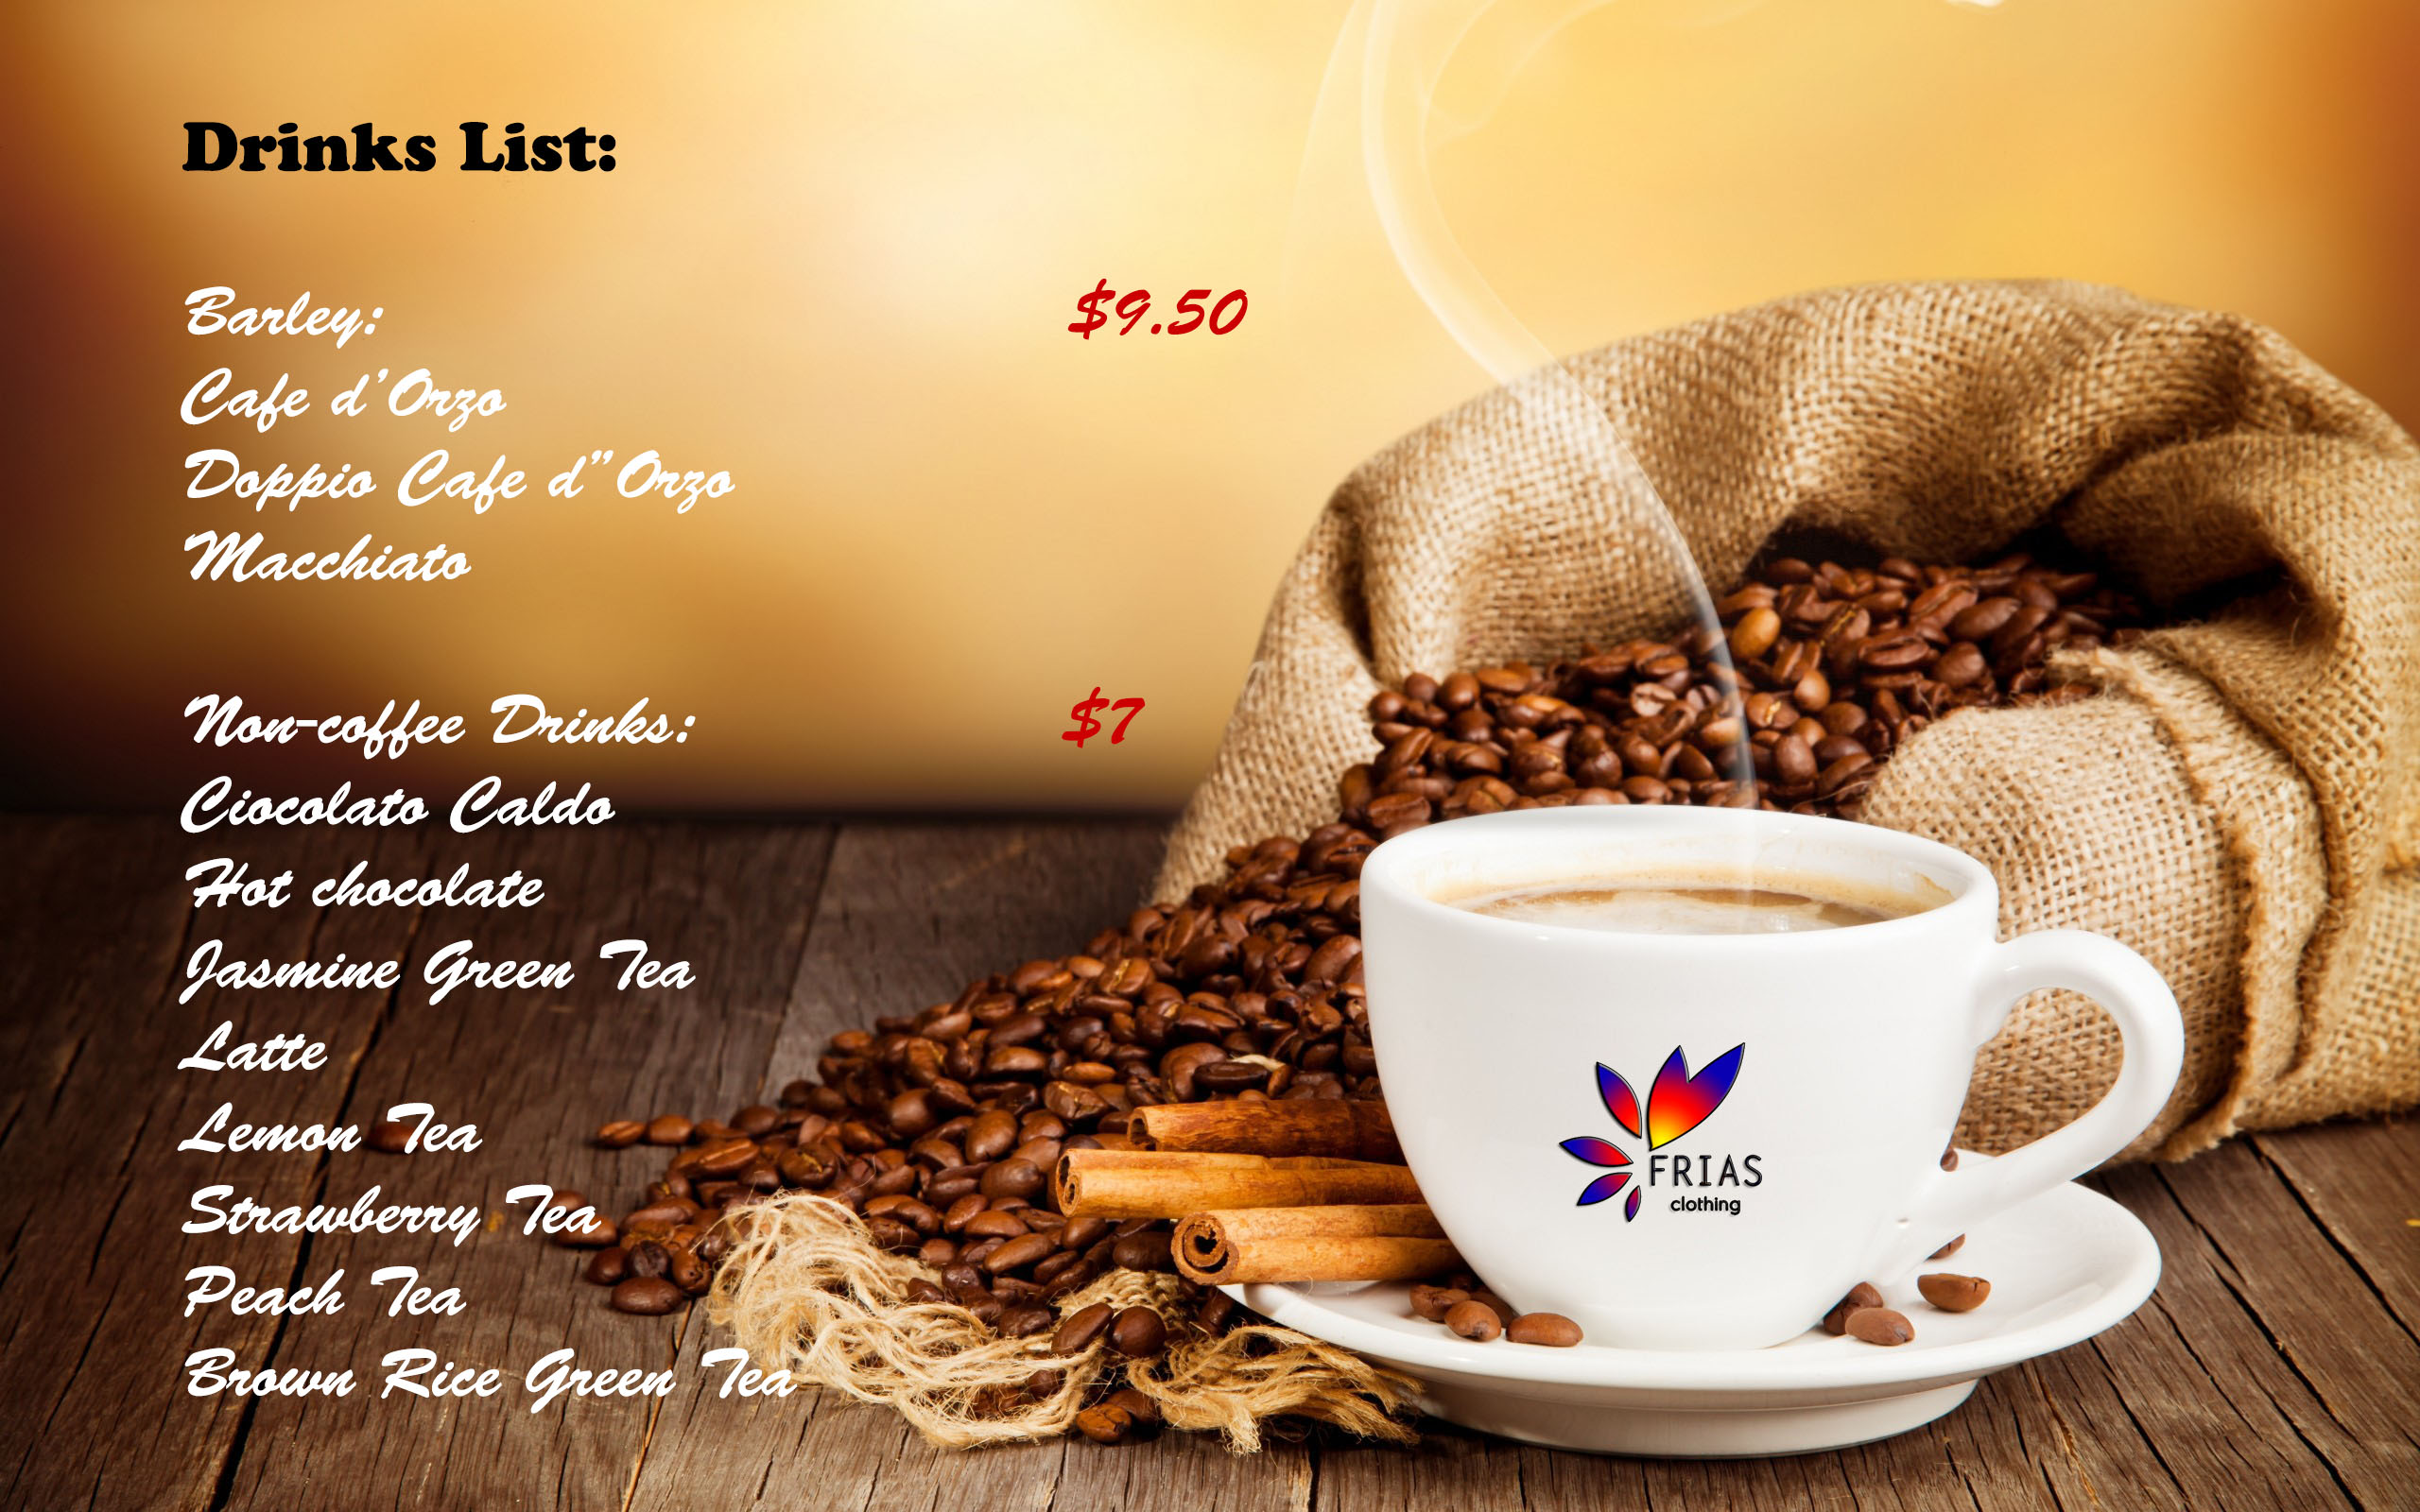 Drinks List:
Barley: $9.50
Cafe d’Orzo
Doppio Cafe d”Orzo
Macchiato
Non-coffee Drinks: $7
Ciocolato Caldo
Hot chocolate
Jasmine Green Tea
Latte
Lemon Tea
Strawberry Tea
Peach Tea
Brown Rice Green Tea
FRIAS
clothing